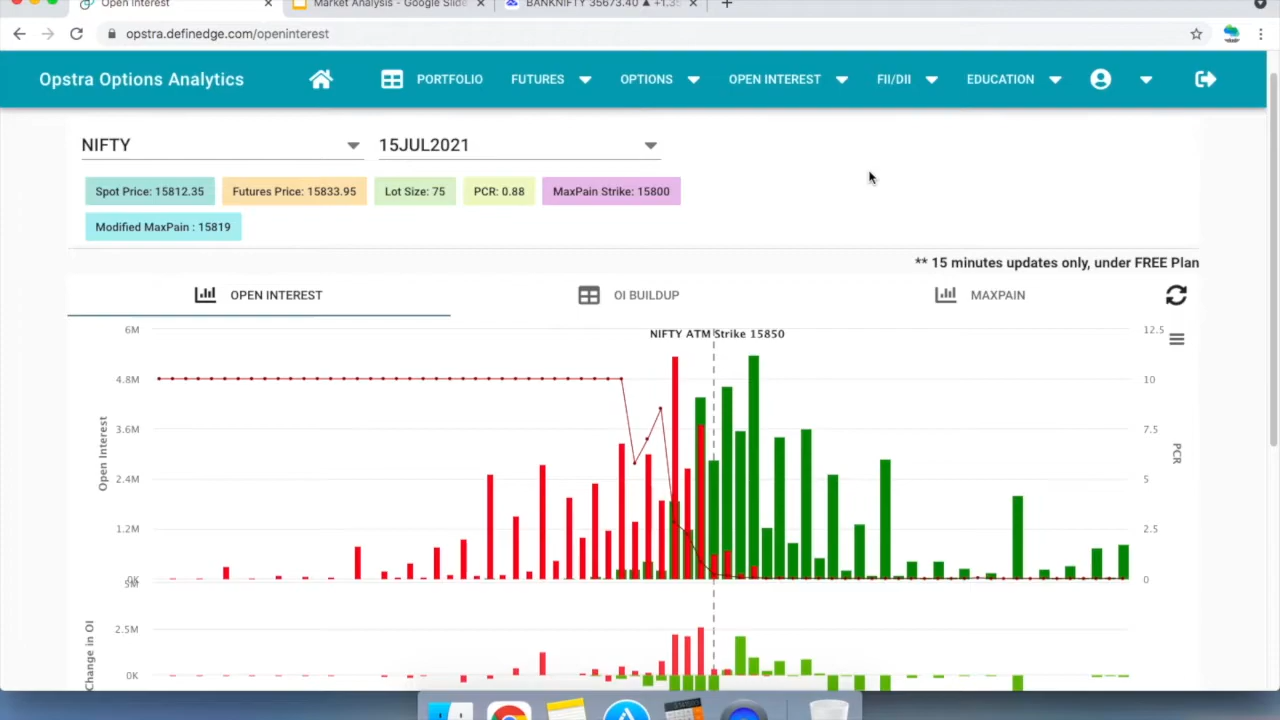 Open Interest
Market Analysis - Google Slide
BANKNIFTY 35673.40 ▲ +1.3
opstra.definedge.com/openinterest
Opstra Options Analytics
PORTFOLIO
FUTURES
OPTIONS
OPEN INTEREST
FII/DII
EDUCATION
NIFTY
15JUL2021
Spot Price: 15812.35
Futures Price: 15833.95
Lot Size: 75
PCR: 0.88
MaxPain Strike: 15800
Modified MaxPain : 15819
** 15 minutes updates only, under FREE Plan
OPEN INTEREST
OI BUILDUP
MAXPAIN
NIFTY ATM Strike 15850
6M
4.8M
3.6M
2.4M
1.2M
0K
Open Interest
12.5
10
7.5
5
2.5
0
PCR
5M
2.5M
0K
Change in OI